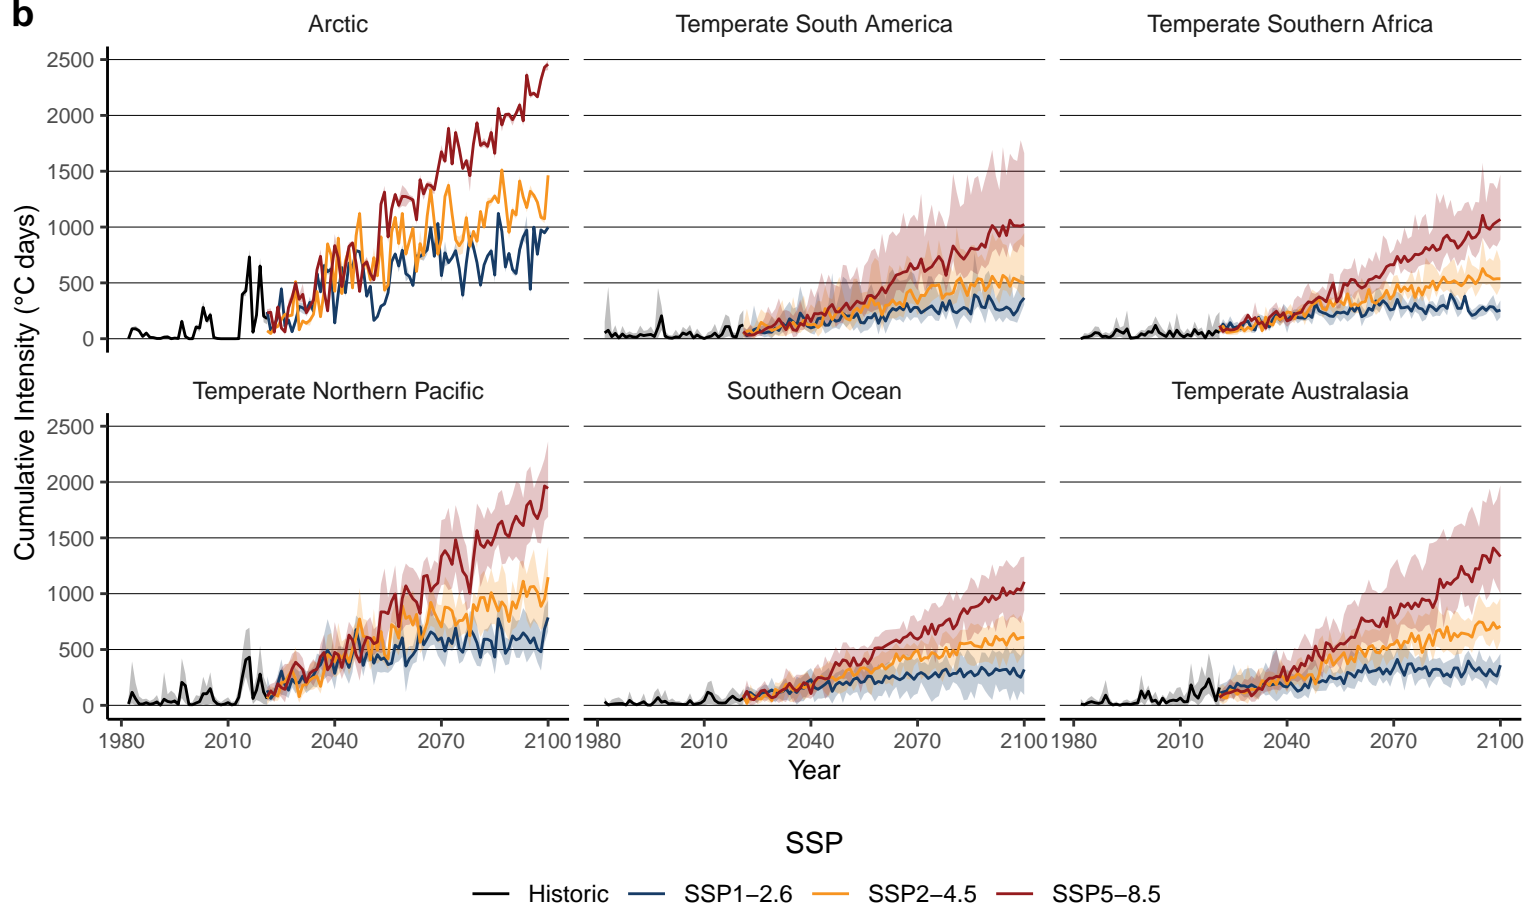 b
Arctic
Temperate South America
Temperate Southern Africa
2500
2000
1500
1000
500
0
Temperate Northern Pacific
Southern Ocean
Temperate Australasia
2500
2000
1500
1000
500
0
Cumulative Intensity (°C days)
1980 2010 2040 2070 2100
1980 2010 2040 2070 2100
1980 2010 2040 2070 2100
Year
SSP
Historic SSP1−2.6 SSP2−4.5 SSP5−8.5